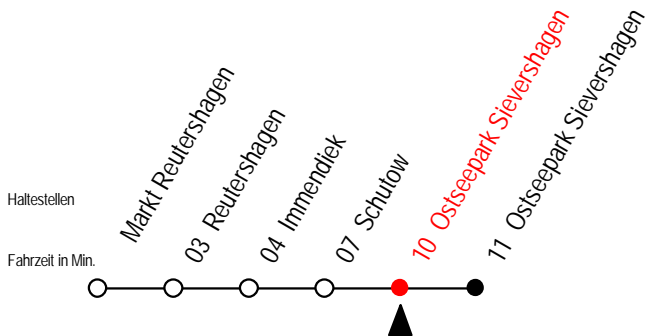 Haltestellen
Fahrzeit in Min.
Markt Reutershagen
03 Reutershagen
04 Immendiek
07 Schutow
10 Ostseepark Sievershagen
11 Ostseepark Sievershagen